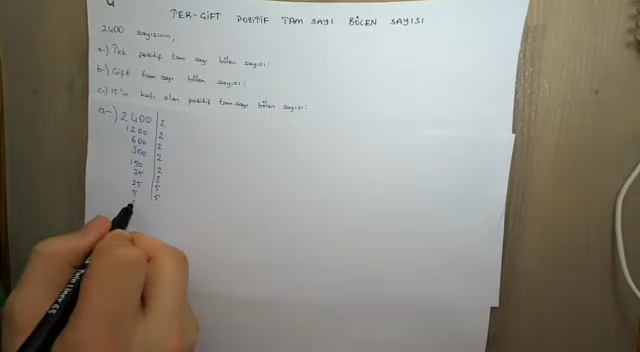 TEK-ÇİFT POZİTİF TAM SAYI BÖLEN SAYISI
2400 sayısının;
a-) Tek pozitif tam sayı bölen sayısı:
b-) Çift tam sayı bölen sayısı:
c-) 15'in katı olan pozitif tam sayı bölen sayısı:
a-) 2400 | 2
1200 | 2
600 | 2
300 | 2
150 | 2
75 | 3
25 | 5
5 | 5